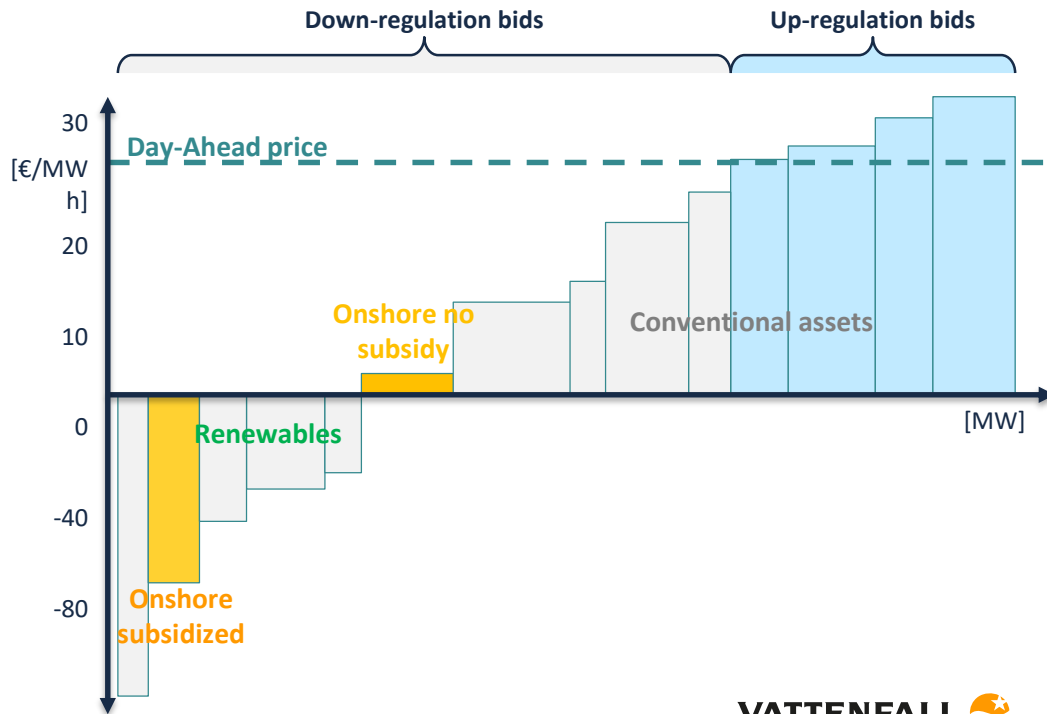 Down-regulation bids
Up-regulation bids
30
Day-Ahead price
[€/MW
h]
20
Onshore no
subsidy
Conventional assets
10
0
[MW]
Renewables
-40
-80
Onshore
subsidized
VATTENFALL